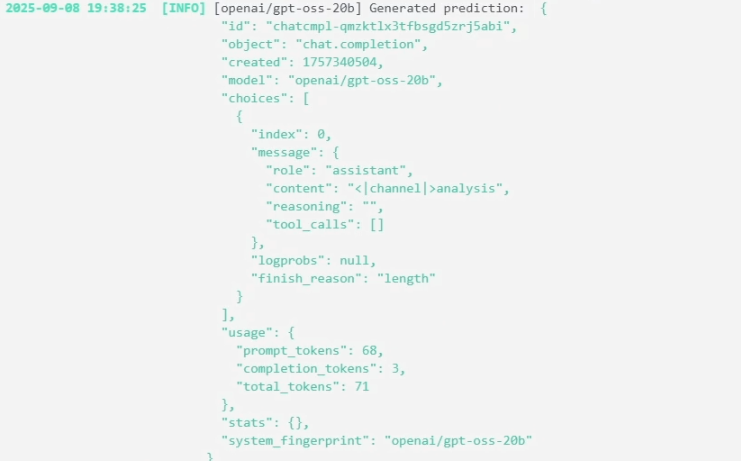 2025-09-08 19:38:25 [INFO] [openai/gpt-oss-20b] Generated prediction: {
"id": "chatcmpl-qmzktlx3tfbsgd5zrj5abi",
"object": "chat.completion",
"created": 1757340504,
"model": "openai/gpt-oss-20b",
"choices": [
{
"index": 0,
"message": {
"role": "assistant",
"content": "<|channel|>analysis",
"reasoning": "",
"tool_calls": []
},
"logprobs": null,
"finish_reason": "length"
}
],
"usage": {
"prompt_tokens": 68,
"completion_tokens": 3,
"total_tokens": 71
},
"stats": {},
"system_fingerprint": "openai/gpt-oss-20b"
}